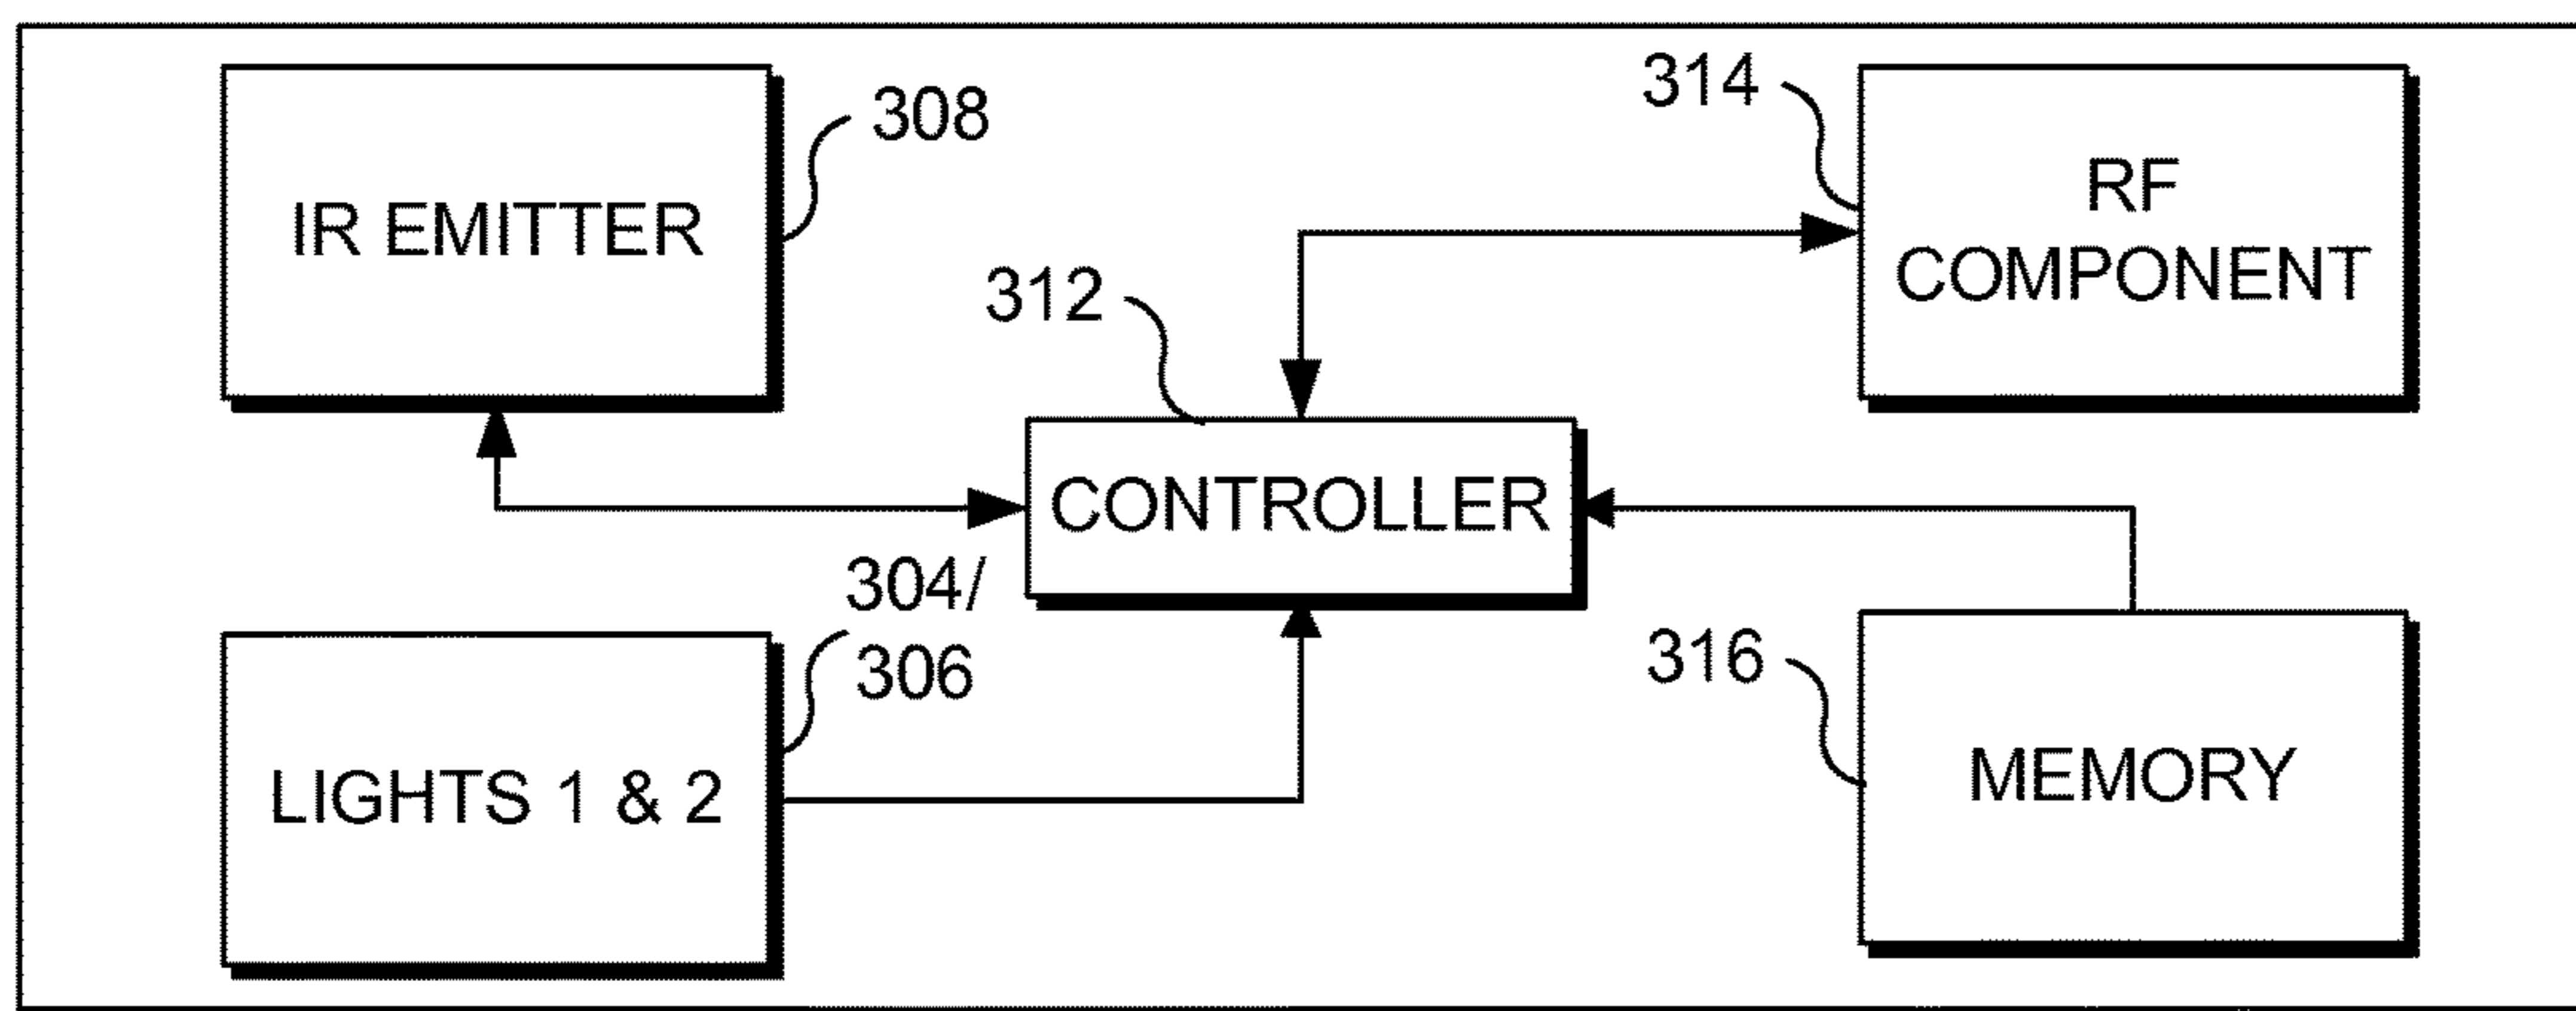 308
IR EMITTER
314
RF
COMPONENT
312
CONTROLLER
304/
306
LIGHTS 1 & 2
316
MEMORY